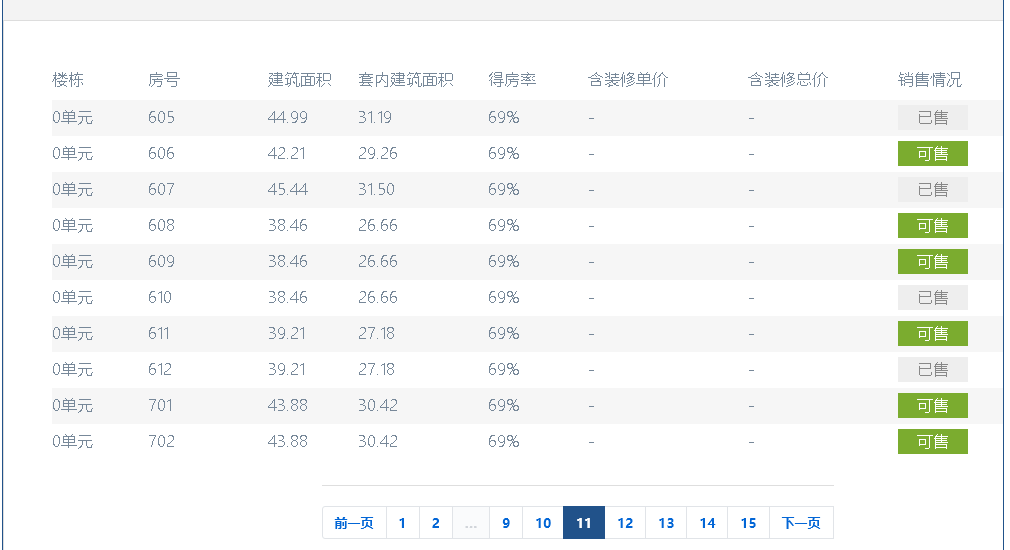 楼栋 房号 建筑面积 套内建筑面积 得房率 含装修单价 含装修总价 销售情况
0单元 605 44.99 31.19 69% - - 已售
0单元 606 42.21 29.26 69% - - 可售
0单元 607 45.44 31.50 69% - - 已售
0单元 608 38.46 26.66 69% - - 可售
0单元 609 38.46 26.66 69% - - 可售
0单元 610 38.46 26.66 69% - - 已售
0单元 611 39.21 27.18 69% - - 可售
0单元 612 39.21 27.18 69% - - 已售
0单元 701 43.88 30.42 69% - - 可售
0单元 702 43.88 30.42 69% - - 可售
前一页 1 2 ... 9 10 11 12 13 14 15 下一页